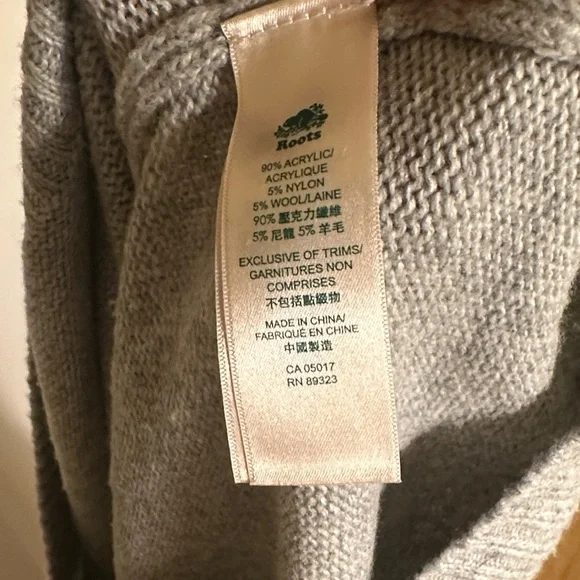 Roots
90% ACRYLIC/
ACRYLIQUE
5% NYLON
5% WOOL/LAINE
90% 壓克力纖維
5% 尼龍 5% 羊毛
EXCLUSIVE OF TRIMS/
GARNITURES NON
COMPRISES
不包括點綴物
MADE IN CHINA/
FABRIQUÉ EN CHINE
中國製造
CA 05017
RN 89323